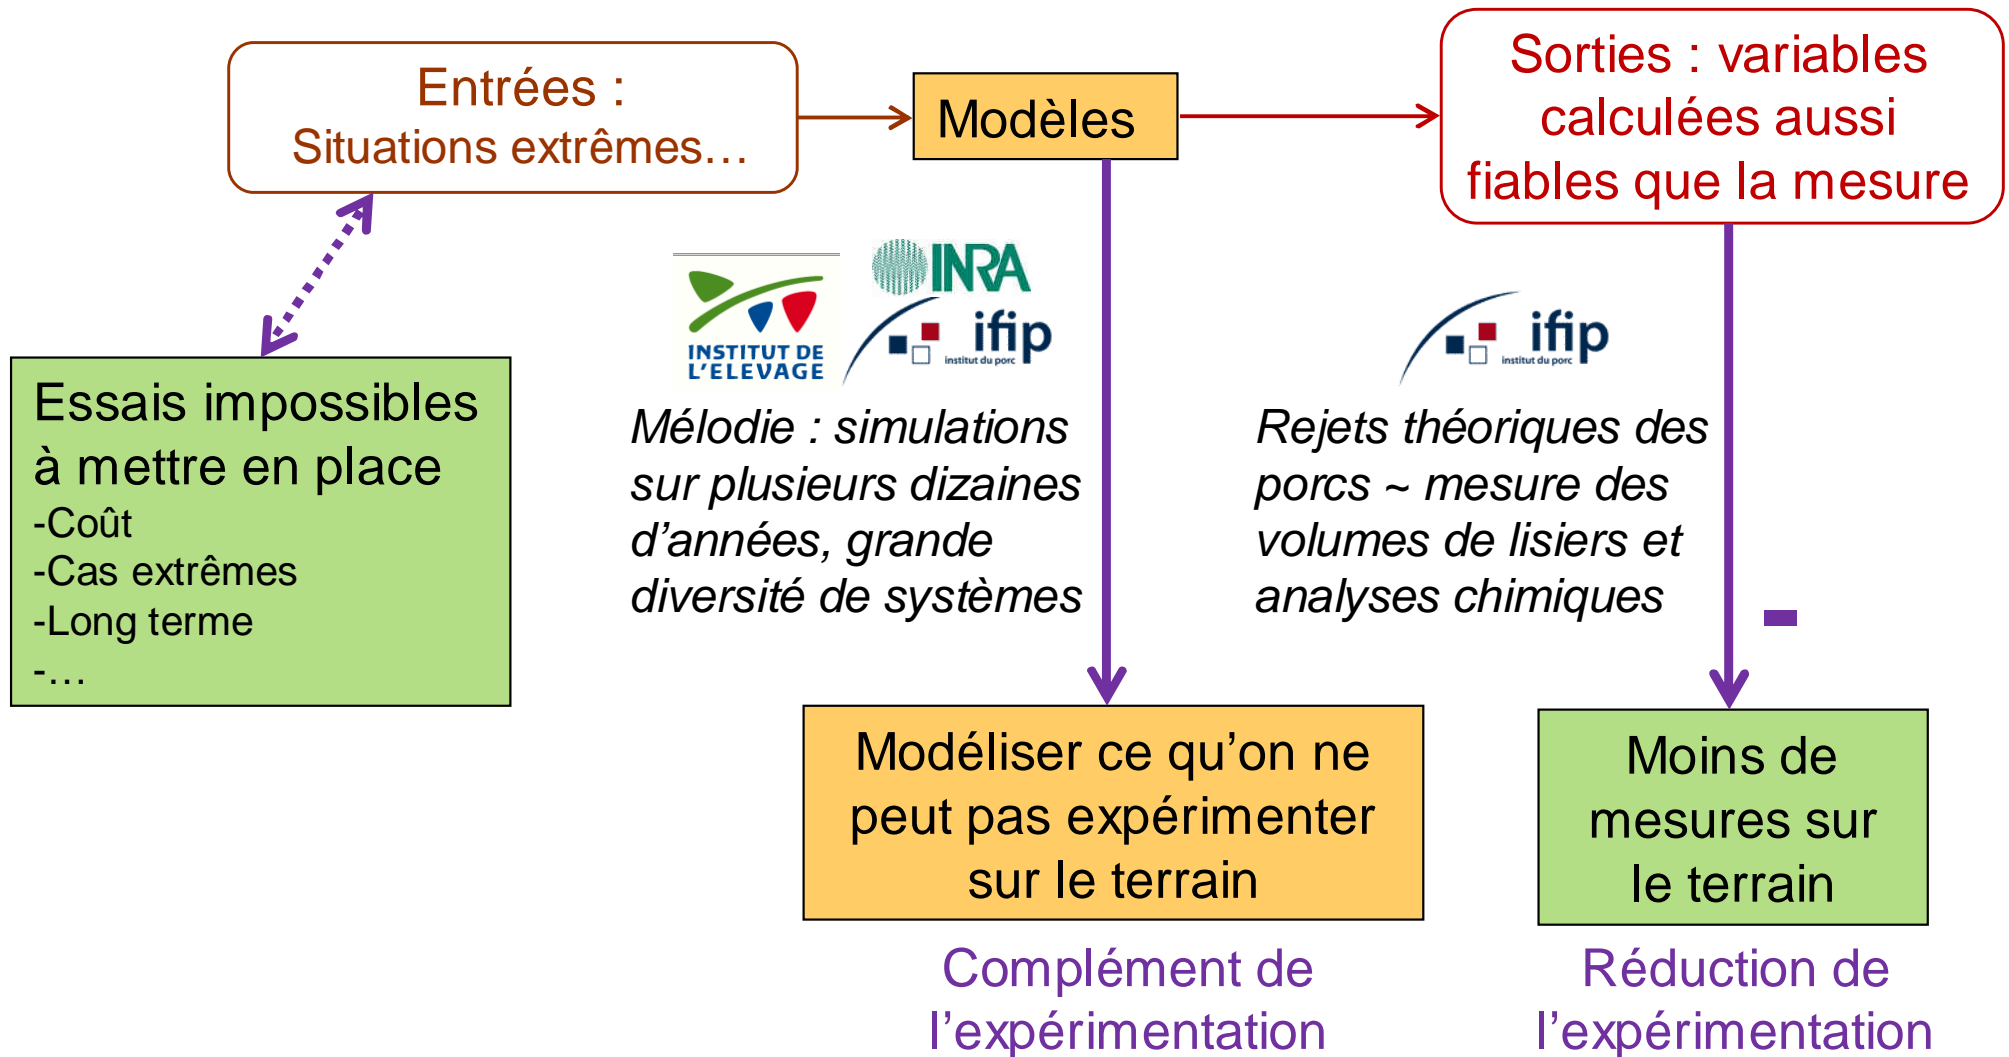 Entrées :
Situations extrêmes…
Modèles
Sorties : variables
calculées aussi
fiables que la mesure
INSTITUT DE
L'ELEVAGE
INRA
ifip
institut du porc
ifip
institut du porc
Essais impossibles
à mettre en place
-Coût
-Cas extrêmes
-Long terme
-…
Mélodie : simulations
sur plusieurs dizaines
d’années, grande
diversité de systèmes
Rejets théoriques des
porcs ~ mesure des
volumes de lisiers et
analyses chimiques
-
Modéliser ce qu’on ne
peut pas expérimenter
sur le terrain
Moins de
mesures sur
le terrain
Complément de
l’expérimentation
Réduction de
l’expérimentation